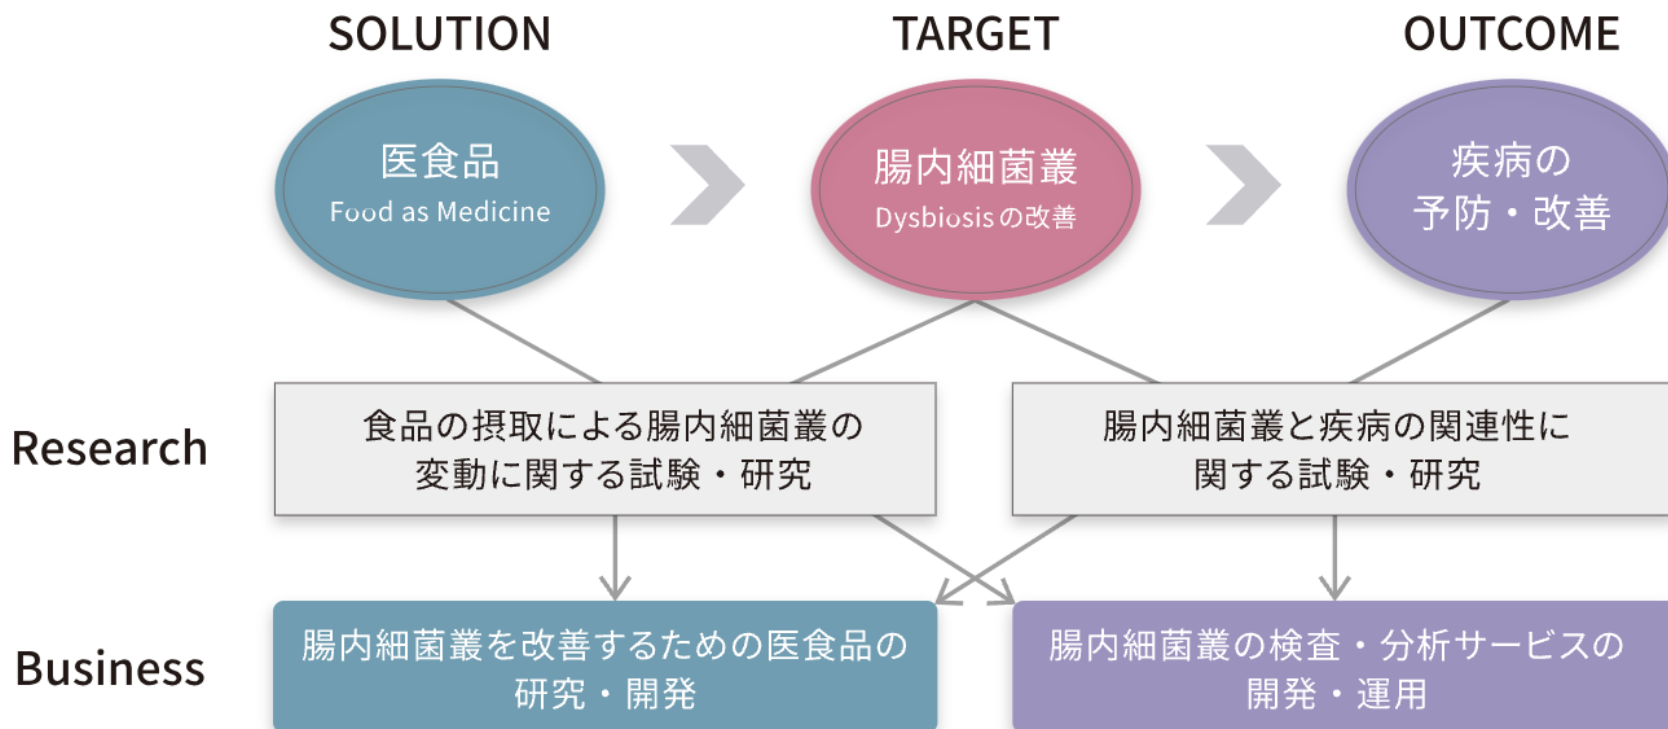 SOLUTION
TARGET
OUTCOME
医食品
Food as Medicine
腸内細菌叢
Dysbiosisの改善
疾病の
予防・改善
Research
食品の摂取による腸内細菌叢の
変動に関する試験・研究
腸内細菌叢と疾病の関連性に
関する試験・研究
Business
腸内細菌叢を改善するための医食品の
研究・開発
腸内細菌叢の検査・分析サービスの
開発・運用